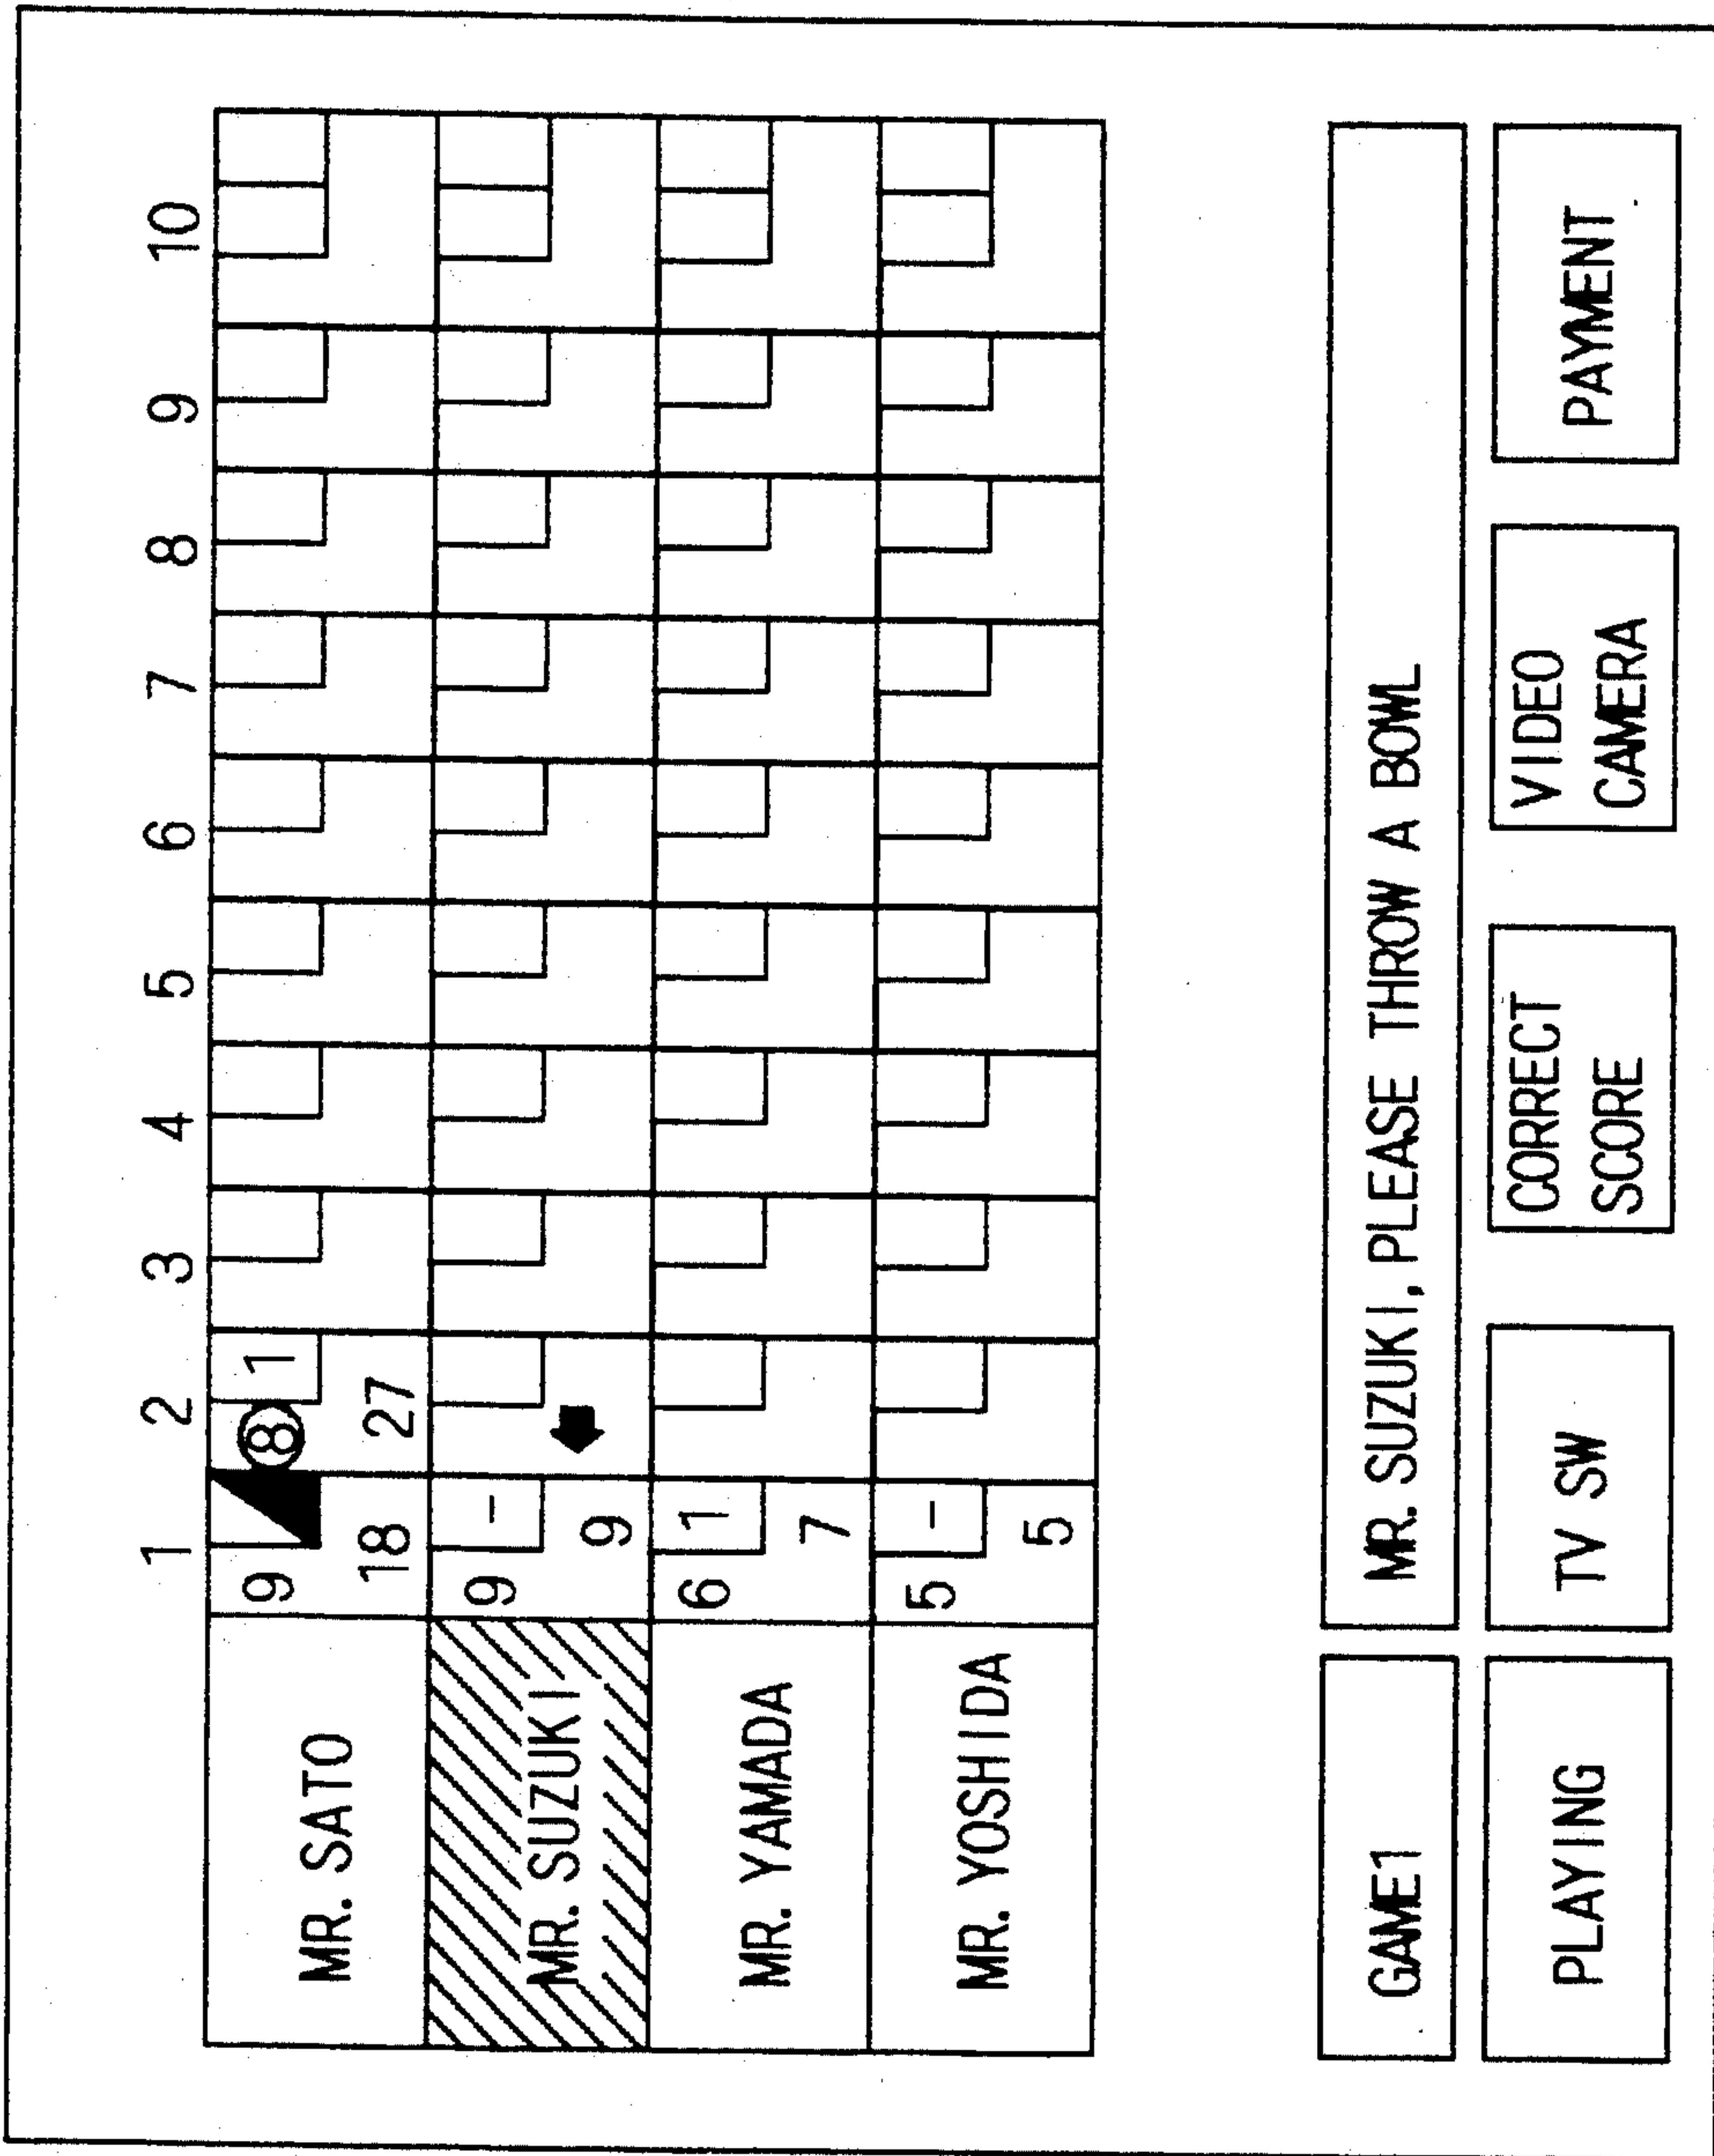 1 2 3 4 5 6 7 8 9 10
MR. SATO 9 8 1
18 27
MR. SUZUKI 9 -
9
MR. YAMADA 6 1
7
MR. YOSHIDA 5 -
5
GAME1 MR. SUZUKI, PLEASE THROW A BOWL
PLAYING TV SW CORRECT SCORE VIDEO CAMERA PAYMENT